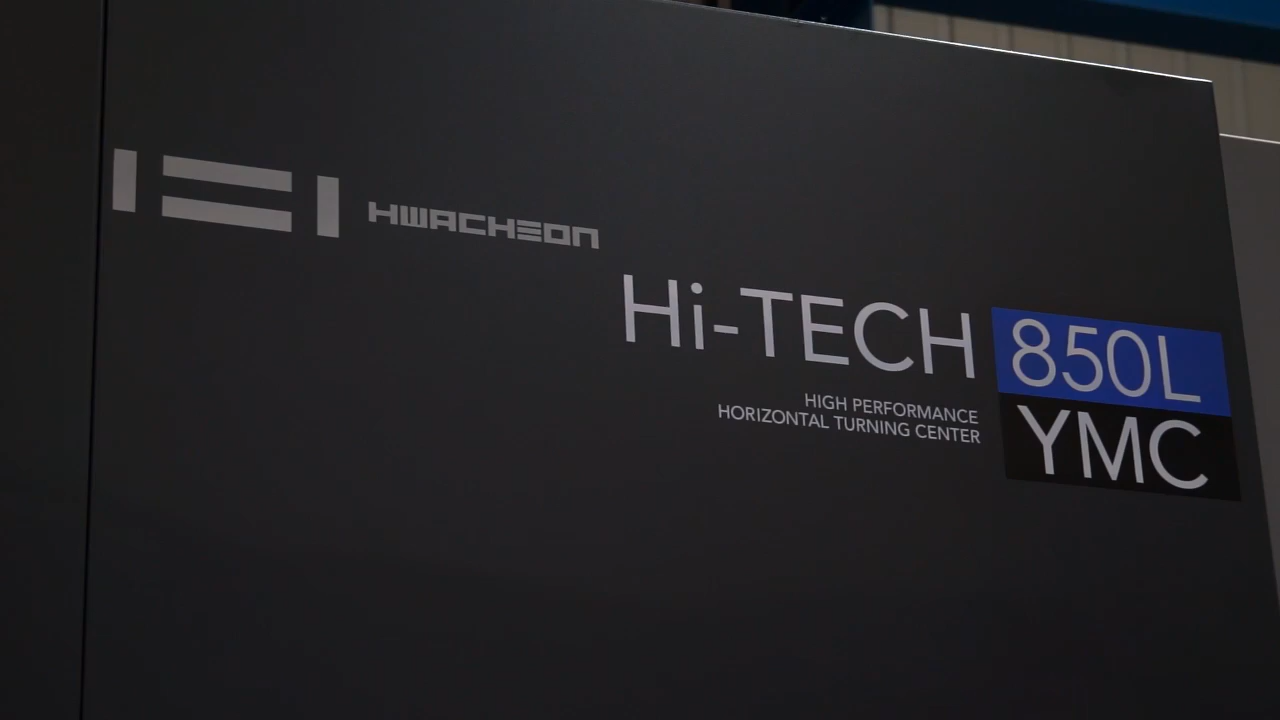 HWACHEON
Hi-TECH 850L
HIGH PERFORMANCE
HORIZONTAL TURNING CENTER
YMC